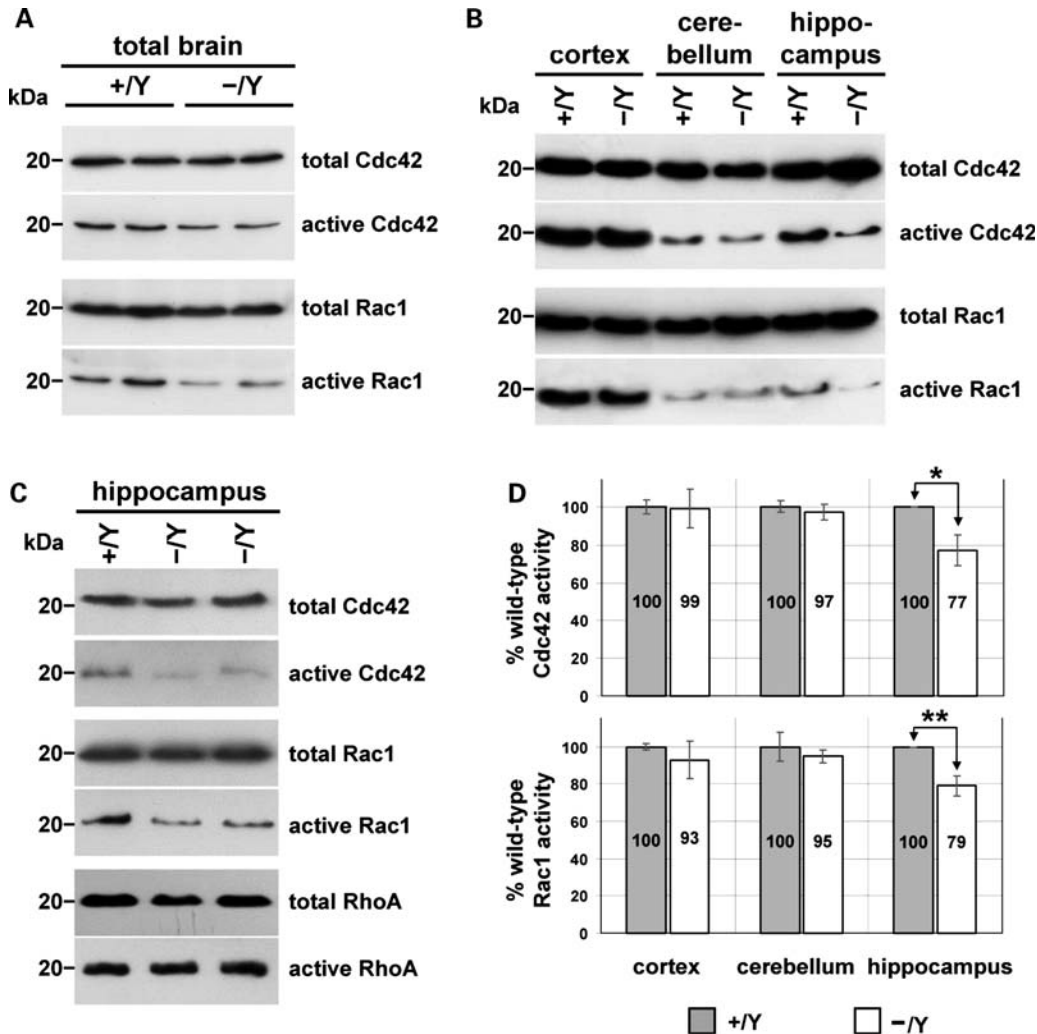 A
total brain
+/Y −/Y
kDa
20 total Cdc42
20 active Cdc42
20 total Rac1
20 active Rac1
B
cortex cere-bellum hippo-campus
+/Y −/Y +/Y −/Y +/Y −/Y
kDa
20 total Cdc42
20 active Cdc42
20 total Rac1
20 active Rac1
C
hippocampus
+/Y −/Y −/Y
kDa
20 total Cdc42
20 active Cdc42
20 total Rac1
20 active Rac1
20 total RhoA
20 active RhoA
D
% wild-type
Cdc42 activity
100
80
60
40
20
0
100 99 100 97 100 77
*
% wild-type
Rac1 activity
100
80
60
40
20
0
100 93 100 95 100 79
**
cortex cerebellum hippocampus
+/Y −/Y